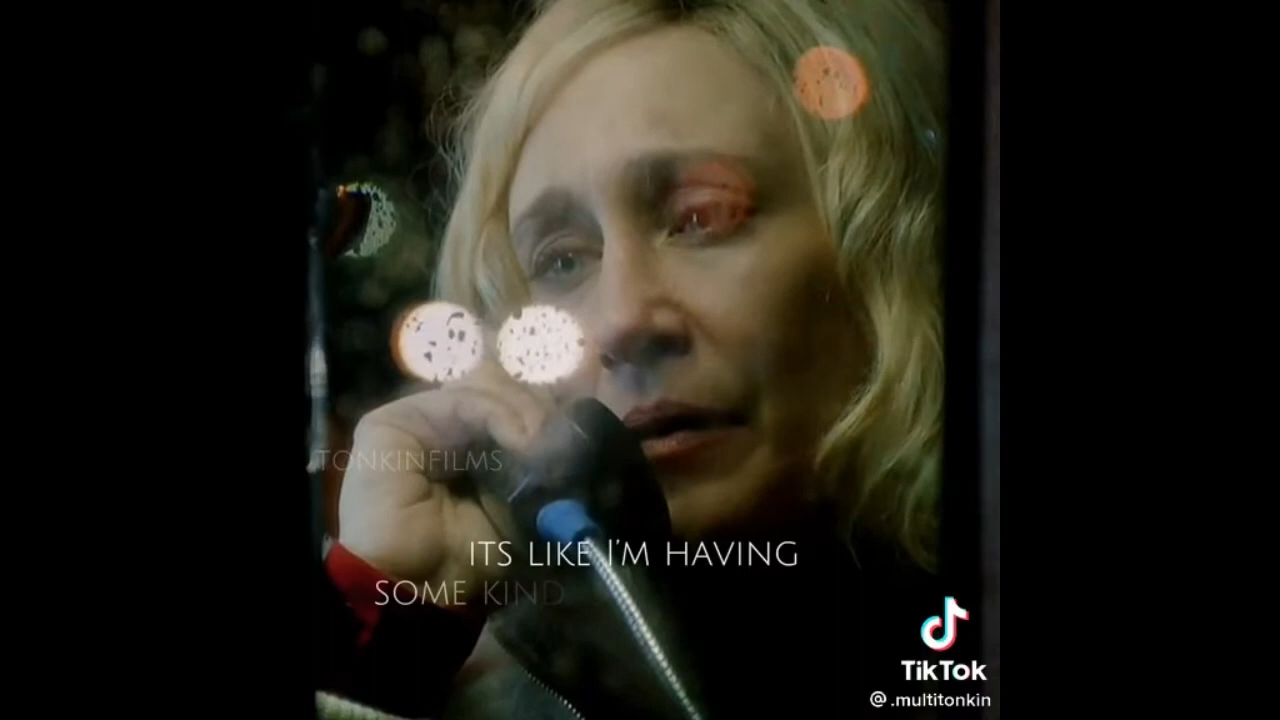 TONKINFILMS
ITS LIKE I'M HAVING
SOME KIND
TikTok
@.multitonkin